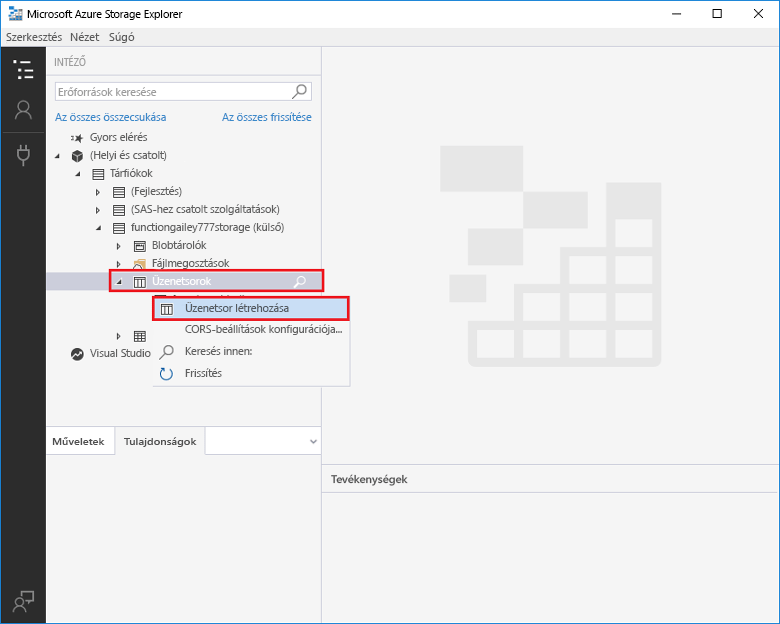 Microsoft Azure Storage Explorer
Szerkesztés Nézet Súgó
INTÉZŐ
Erőforrások keresése
Az összes összecsukása Az összes frissítése
Gyors elérés
(Helyi és csatolt)
Tárfiókok
(Fejlesztés)
(SAS-hez csatolt szolgáltatások)
functiongailey777storage (külső)
Blobtárolók
Fájlmegosztások
Üzenetsorok
Üzenetsor létrehozása
CORS-beállítások konfigurációja...
Visual Studio
Keresés innen:
Frissítés
Műveletek Tulajdonságok
Tevékenységek